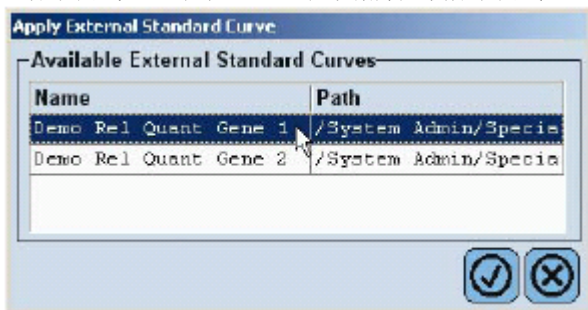 Apply External Standard Curve
Available External Standard Curves
Name Path
Demo Rel Quant Gene 1 /System Admin/Specia
Demo Rel Quant Gene 2 /System Admin/Specia